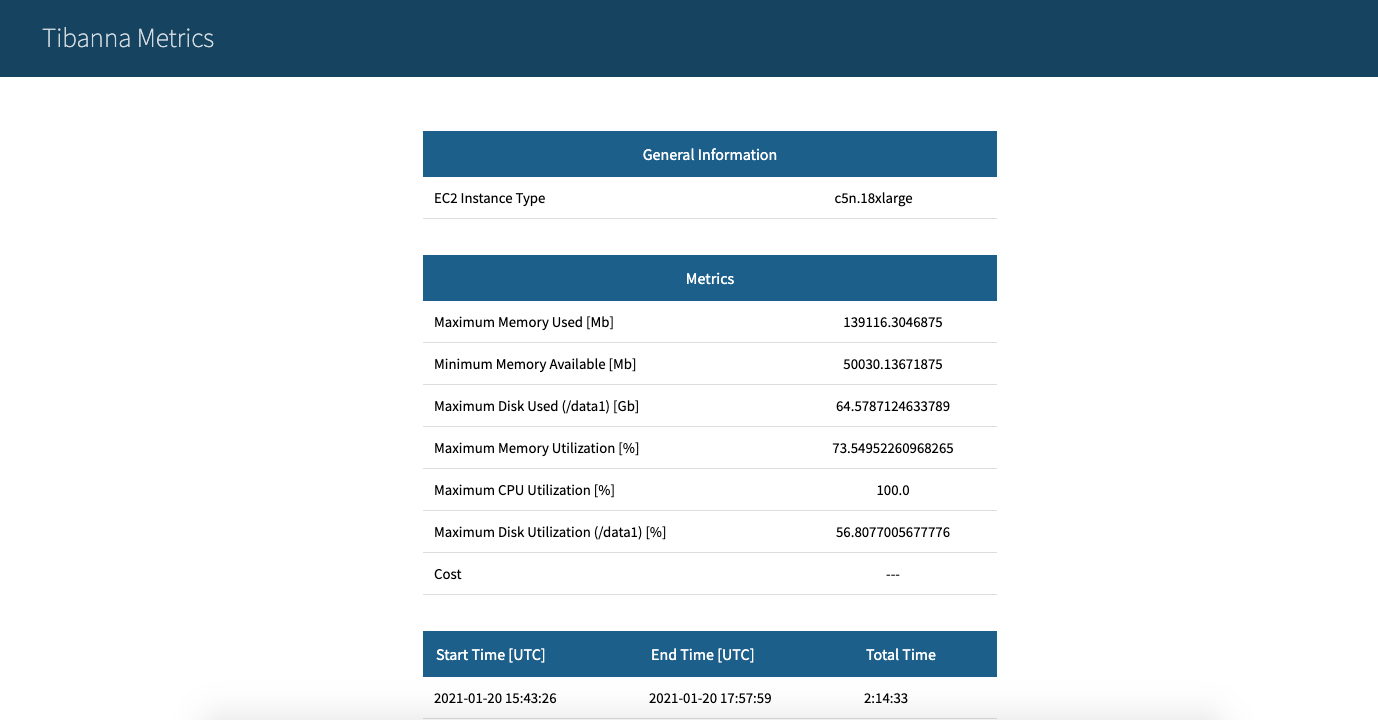 Tibanna Metrics
General Information
EC2 Instance Type c5n.18xlarge
Metrics
Maximum Memory Used [Mb] 139116.3046875
Minimum Memory Available [Mb] 50030.13671875
Maximum Disk Used (/data1) [Gb] 64.5787124633789
Maximum Memory Utilization [%] 73.54952260968265
Maximum CPU Utilization [%] 100.0
Maximum Disk Utilization (/data1) [%] 56.8077005677776
Cost ---
Start Time [UTC] End Time [UTC] Total Time
2021-01-20 15:43:26 2021-01-20 17:57:59 2:14:33